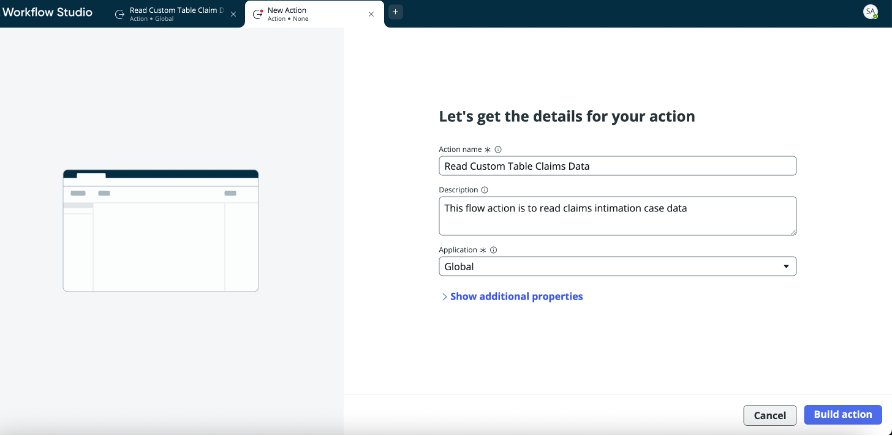 Workflow Studio
Read Custom Table Claim D
Action • Global
New Action
Action • None
SA
Let's get the details for your action
Action name
Read Custom Table Claims Data
Description
This flow action is to read claims intimation case data
Application
Global
Show additional properties
Cancel
Build action